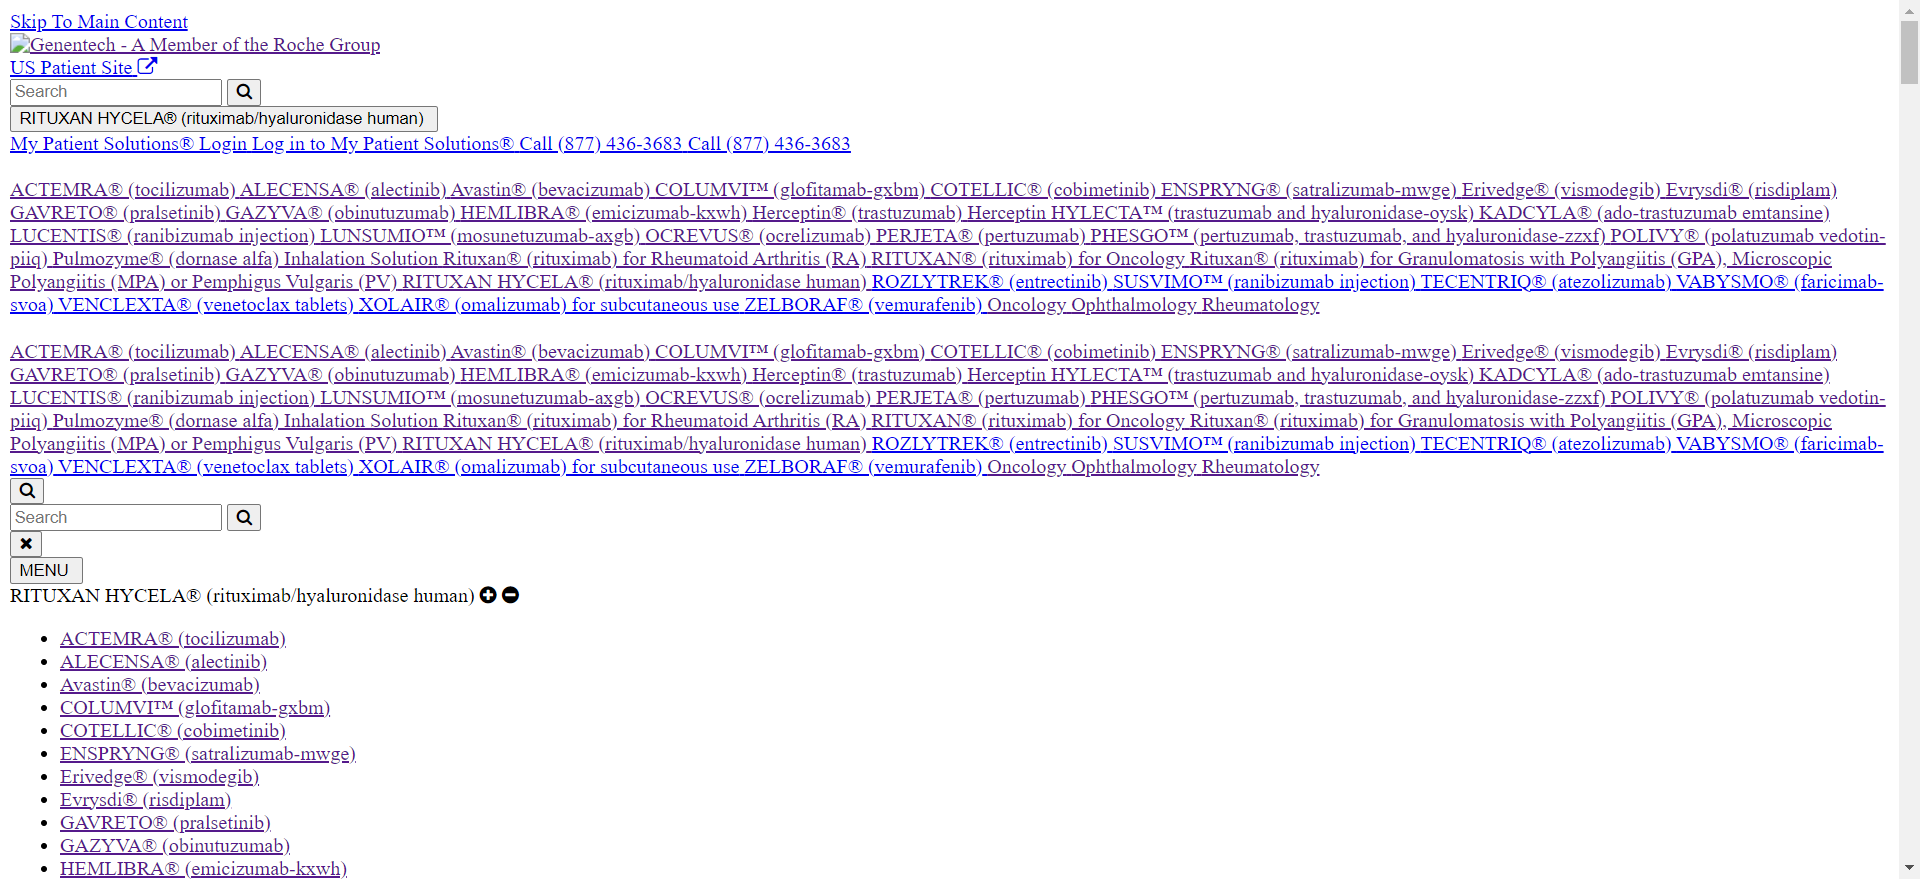 Skip To Main Content
Genentech - A Member of the Roche Group
US Patient Site
Search
RITUXAN HYCELA® (rituximab/hyaluronidase human)
My Patient Solutions® Login Log in to My Patient Solutions® Call (877) 436-3683 Call (877) 436-3683
ACTEMRA® (tocilizumab) ALECENSA® (alectinib) Avastin® (bevacizumab) COLUMVI™ (glofitamab-gxbm) COTELLIC® (cobimetinib) ENSPRYNG® (satralizumab-mwge) Erivedge® (vismodegib) Evrysdi® (risdiplam)
GAVRETO® (pralsetinib) GAZYVA® (obinutuzumab) HEMLIBRA® (emicizumab-kxwh) Herceptin® (trastuzumab) Herceptin HYLECTA™ (trastuzumab and hyaluronidase-oysk) KADCYLA® (ado-trastuzumab emtansine)
LUCENTIS® (ranibizumab injection) LUNSUMIO™ (mosunetuzumab-axgb) OCREVUS® (ocrelizumab) PERJETA® (pertuzumab) PHESGO™ (pertuzumab, trastuzumab, and hyaluronidase-zzxf) POLIVY® (polatuzumab vedotin-
piiq) Pulmozyme® (dornase alfa) Inhalation Solution Rituxan® (rituximab) for Rheumatoid Arthritis (RA) RITUXAN® (rituximab) for Oncology Rituxan® (rituximab) for Granulomatosis with Polyangiitis (GPA), Microscopic
Polyangiitis (MPA) or Pemphigus Vulgaris (PV) RITUXAN HYCELA® (rituximab/hyaluronidase human) ROZLYTREK® (entrectinib) SUSVIMO™ (ranibizumab injection) TECENTRIQ® (atezolizumab) VABYSMO® (faricimab-
svoa) VENCLEXTA® (venetoclax tablets) XOLAIR® (omalizumab) for subcutaneous use ZELBORAF® (vemurafenib) Oncology Ophthalmology Rheumatology
ACTEMRA® (tocilizumab) ALECENSA® (alectinib) Avastin® (bevacizumab) COLUMVI™ (glofitamab-gxbm) COTELLIC® (cobimetinib) ENSPRYNG® (satralizumab-mwge) Erivedge® (vismodegib) Evrysdi® (risdiplam)
GAVRETO® (pralsetinib) GAZYVA® (obinutuzumab) HEMLIBRA® (emicizumab-kxwh) Herceptin® (trastuzumab) Herceptin HYLECTA™ (trastuzumab and hyaluronidase-oysk) KADCYLA® (ado-trastuzumab emtansine)
LUCENTIS® (ranibizumab injection) LUNSUMIO™ (mosunetuzumab-axgb) OCREVUS® (ocrelizumab) PERJETA® (pertuzumab) PHESGO™ (pertuzumab, trastuzumab, and hyaluronidase-zzxf) POLIVY® (polatuzumab vedotin-
piiq) Pulmozyme® (dornase alfa) Inhalation Solution Rituxan® (rituximab) for Rheumatoid Arthritis (RA) RITUXAN® (rituximab) for Oncology Rituxan® (rituximab) for Granulomatosis with Polyangiitis (GPA), Microscopic
Polyangiitis (MPA) or Pemphigus Vulgaris (PV) RITUXAN HYCELA® (rituximab/hyaluronidase human) ROZLYTREK® (entrectinib) SUSVIMO™ (ranibizumab injection) TECENTRIQ® (atezolizumab) VABYSMO® (faricimab-
svoa) VENCLEXTA® (venetoclax tablets) XOLAIR® (omalizumab) for subcutaneous use ZELBORAF® (vemurafenib) Oncology Ophthalmology Rheumatology
Search
MENU
RITUXAN HYCELA® (rituximab/hyaluronidase human)
ACTEMRA® (tocilizumab)
ALECENSA® (alectinib)
Avastin® (bevacizumab)
COLUMVI™ (glofitamab-gxbm)
COTELLIC® (cobimetinib)
ENSPRYNG® (satralizumab-mwge)
Erivedge® (vismodegib)
Evrysdi® (risdiplam)
GAVRETO® (pralsetinib)
GAZYVA® (obinutuzumab)
HEMLIBRA® (emicizumab-kxwh)